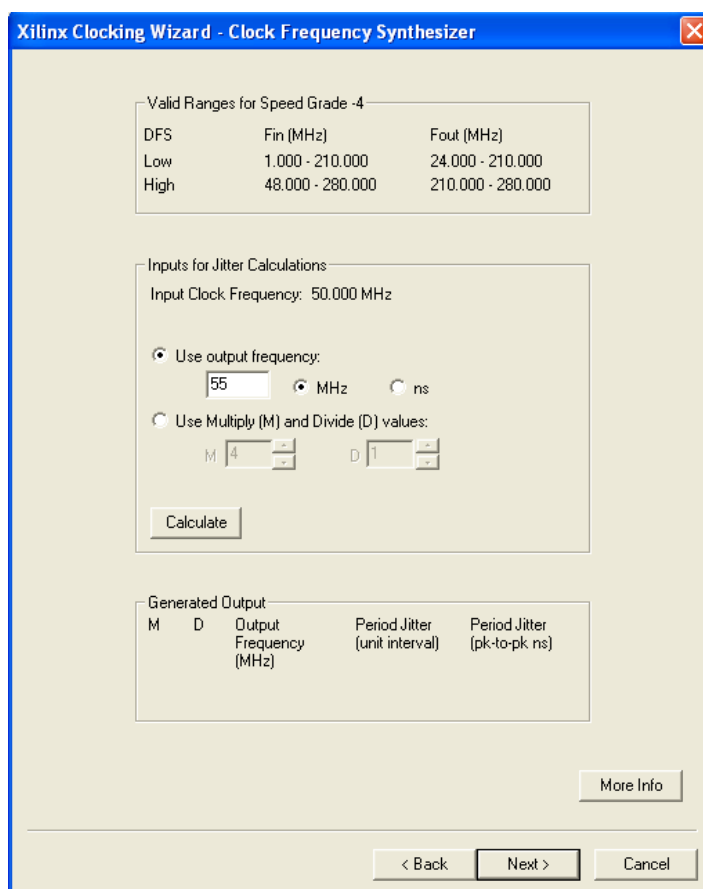 Xilinx Clocking Wizard - Clock Frequency Synthesizer
Valid Ranges for Speed Grade -4
DFS Fin (MHz) Fout (MHz)
Low 1.000 - 210.000 24.000 - 210.000
High 48.000 - 280.000 210.000 - 280.000
Inputs for Jitter Calculations
Input Clock Frequency: 50.000 MHz
Use output frequency:
55 MHz ns
Use Multiply (M) and Divide (D) values:
M 4 D 1
Calculate
Generated Output
M D Output Period Jitter Period Jitter
Frequency (unit interval) (pk-to-pk ns)
(MHz)
More Info
< Back Next > Cancel